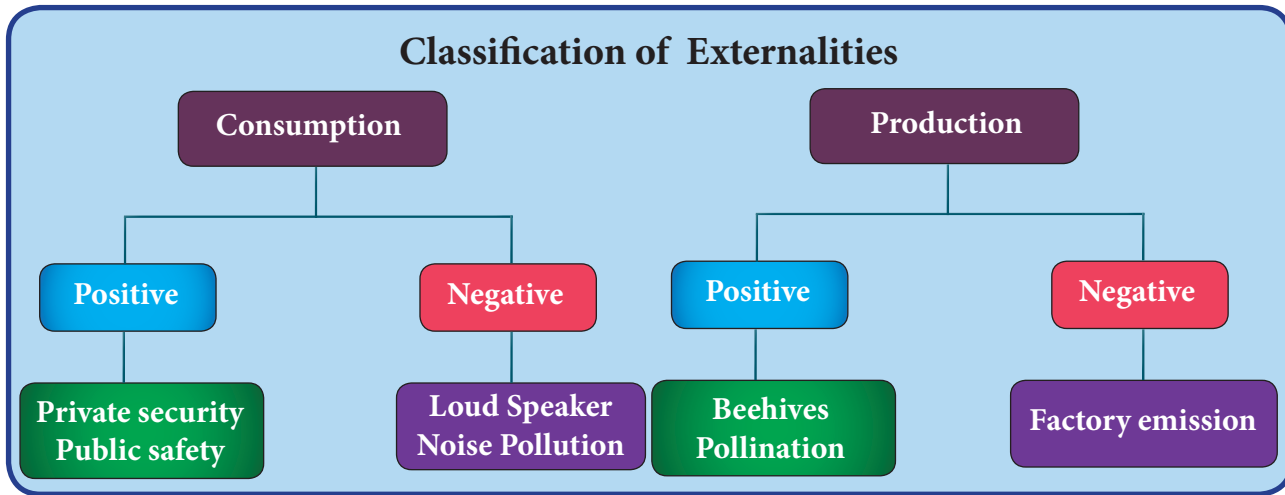 Classification of Externalities
Consumption
Production
Positive
Negative
Positive
Negative
Private security
Public safety
Loud Speaker
Noise Pollution
Beehives
Pollination
Factory emission